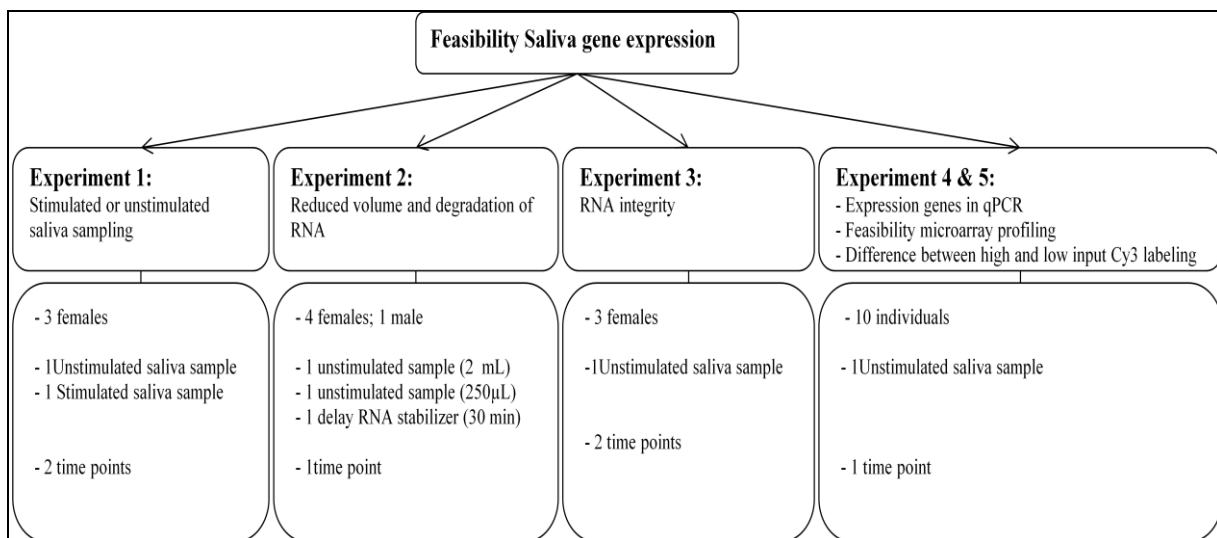 Feasibility Saliva gene expression
Experiment 1:
Stimulated or unstimulated
saliva sampling
- 3 females
- 1Unstimulated saliva sample
- 1 Stimulated saliva sample
- 2 time points
Experiment 2:
Reduced volume and degradation of
RNA
- 4 females; 1 male
- 1 unstimulated sample (2 mL)
- 1 unstimulated sample (250µL)
- 1 delay RNA stabilizer (30 min)
- 1time point
Experiment 3:
RNA integrity
- 3 females
-1Unstimulated saliva sample
- 2 time points
Experiment 4 & 5:
- Expression genes in qPCR
- Feasibility microarray profiling
- Difference between high and low input Cy3 labeling
- 10 individuals
- 1Unstimulated saliva sample
- 1 time point